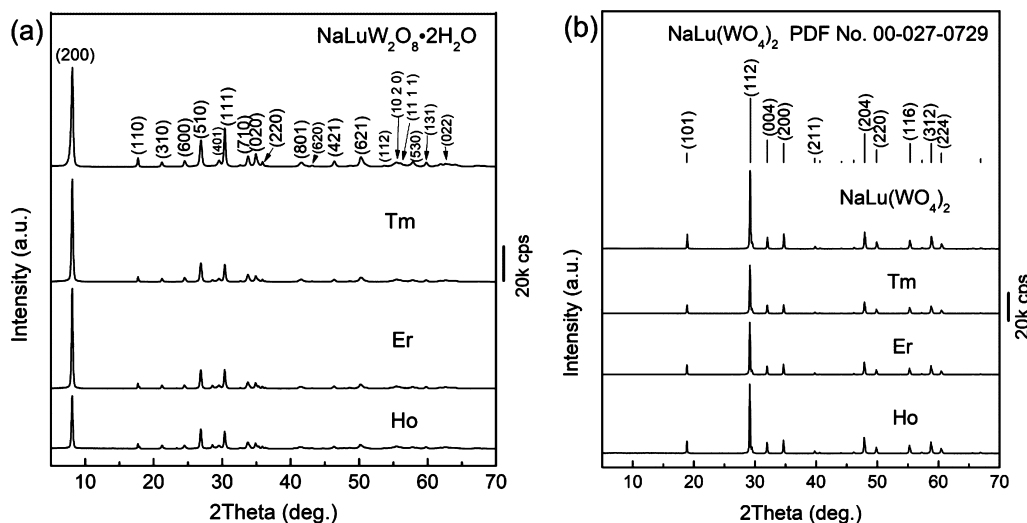 (a)
NaLuW₂O₈•2H₂O
(200)
(110)
(310)
(600)
(510)
(401)
(111)
(710)
(020)
(220)
(801)
(620)
(421)
(621)
(112)
(10 2 0)
(11 1 1)
(530)
(131)
(022)
Tm
Er
Ho
Intensity (a.u.)
20k cps
10 20 30 40 50 60 70
2Theta (deg.)
(b)
NaLu(WO₄)₂ PDF No. 00-027-0729
(101)
(112)
(004)
(200)
(211)
(204)
(220)
(116)
(312)
(224)
NaLu(WO₄)₂
Tm
Er
Ho
Intensity (a.u.)
20k cps
10 20 30 40 50 60 70
2Theta (deg.)